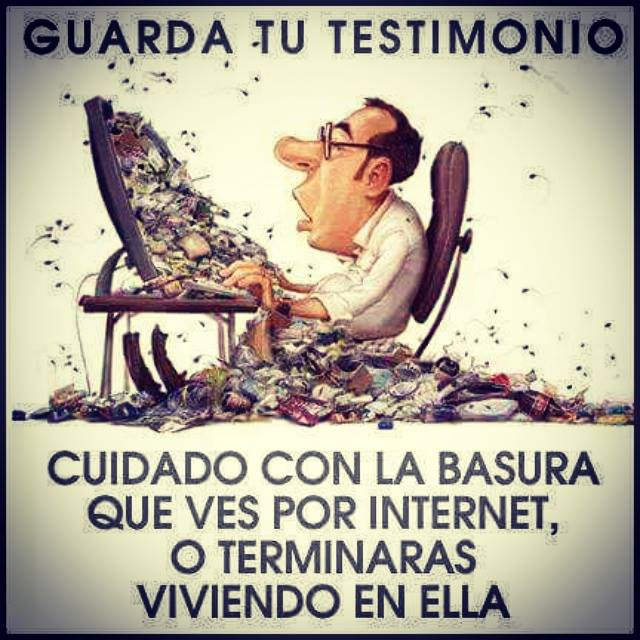 GUARDA TU TESTIMONIO
CUIDADO CON LA BASURA
QUE VES POR INTERNET,
O TERMINARAS
VIVIENDO EN ELLA